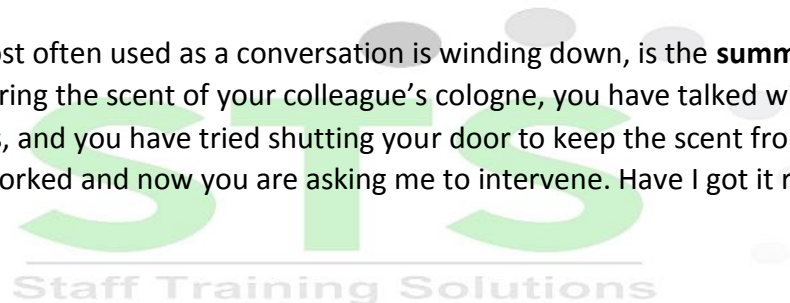 ost often used as a conversation is winding down, is the summ
ring the scent of your colleague's cologne, you have talked w
s, and you have tried shutting your door to keep the scent fro
orked and now you are asking me to intervene. Have I got it r
STS
Staff Training Solutions